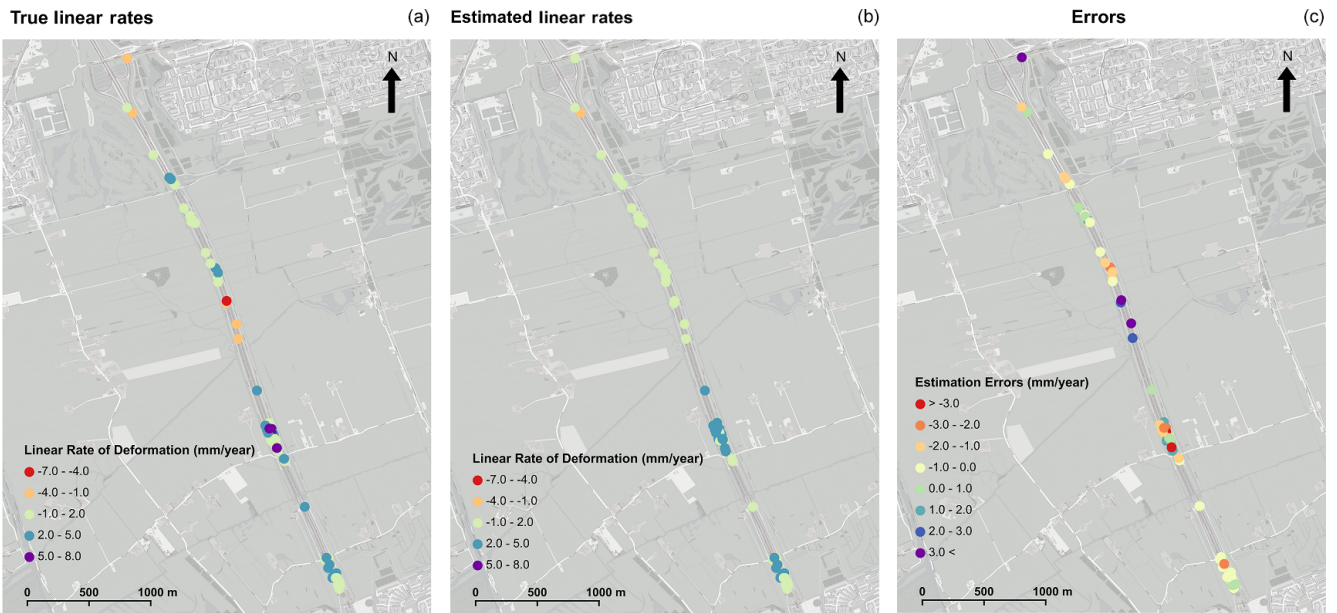 True linear rates
(a)
Estimated linear rates
(b)
Errors
(c)
N
N
N
Linear Rate of Deformation (mm/year)
-7.0 - -4.0
-4.0 - -1.0
-1.0 - 2.0
2.0 - 5.0
5.0 - 8.0
0 500 1000 m
Linear Rate of Deformation (mm/year)
-7.0 - -4.0
-4.0 - -1.0
-1.0 - 2.0
2.0 - 5.0
5.0 - 8.0
0 500 1000 m
Estimation Errors (mm/year)
> -3.0
-3.0 - -2.0
-2.0 - -1.0
-1.0 - 0.0
0.0 - 1.0
1.0 - 2.0
2.0 - 3.0
3.0 <
0 500 1000 m